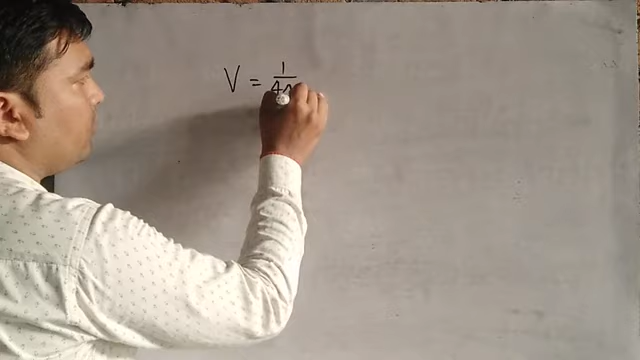 V = 1/4